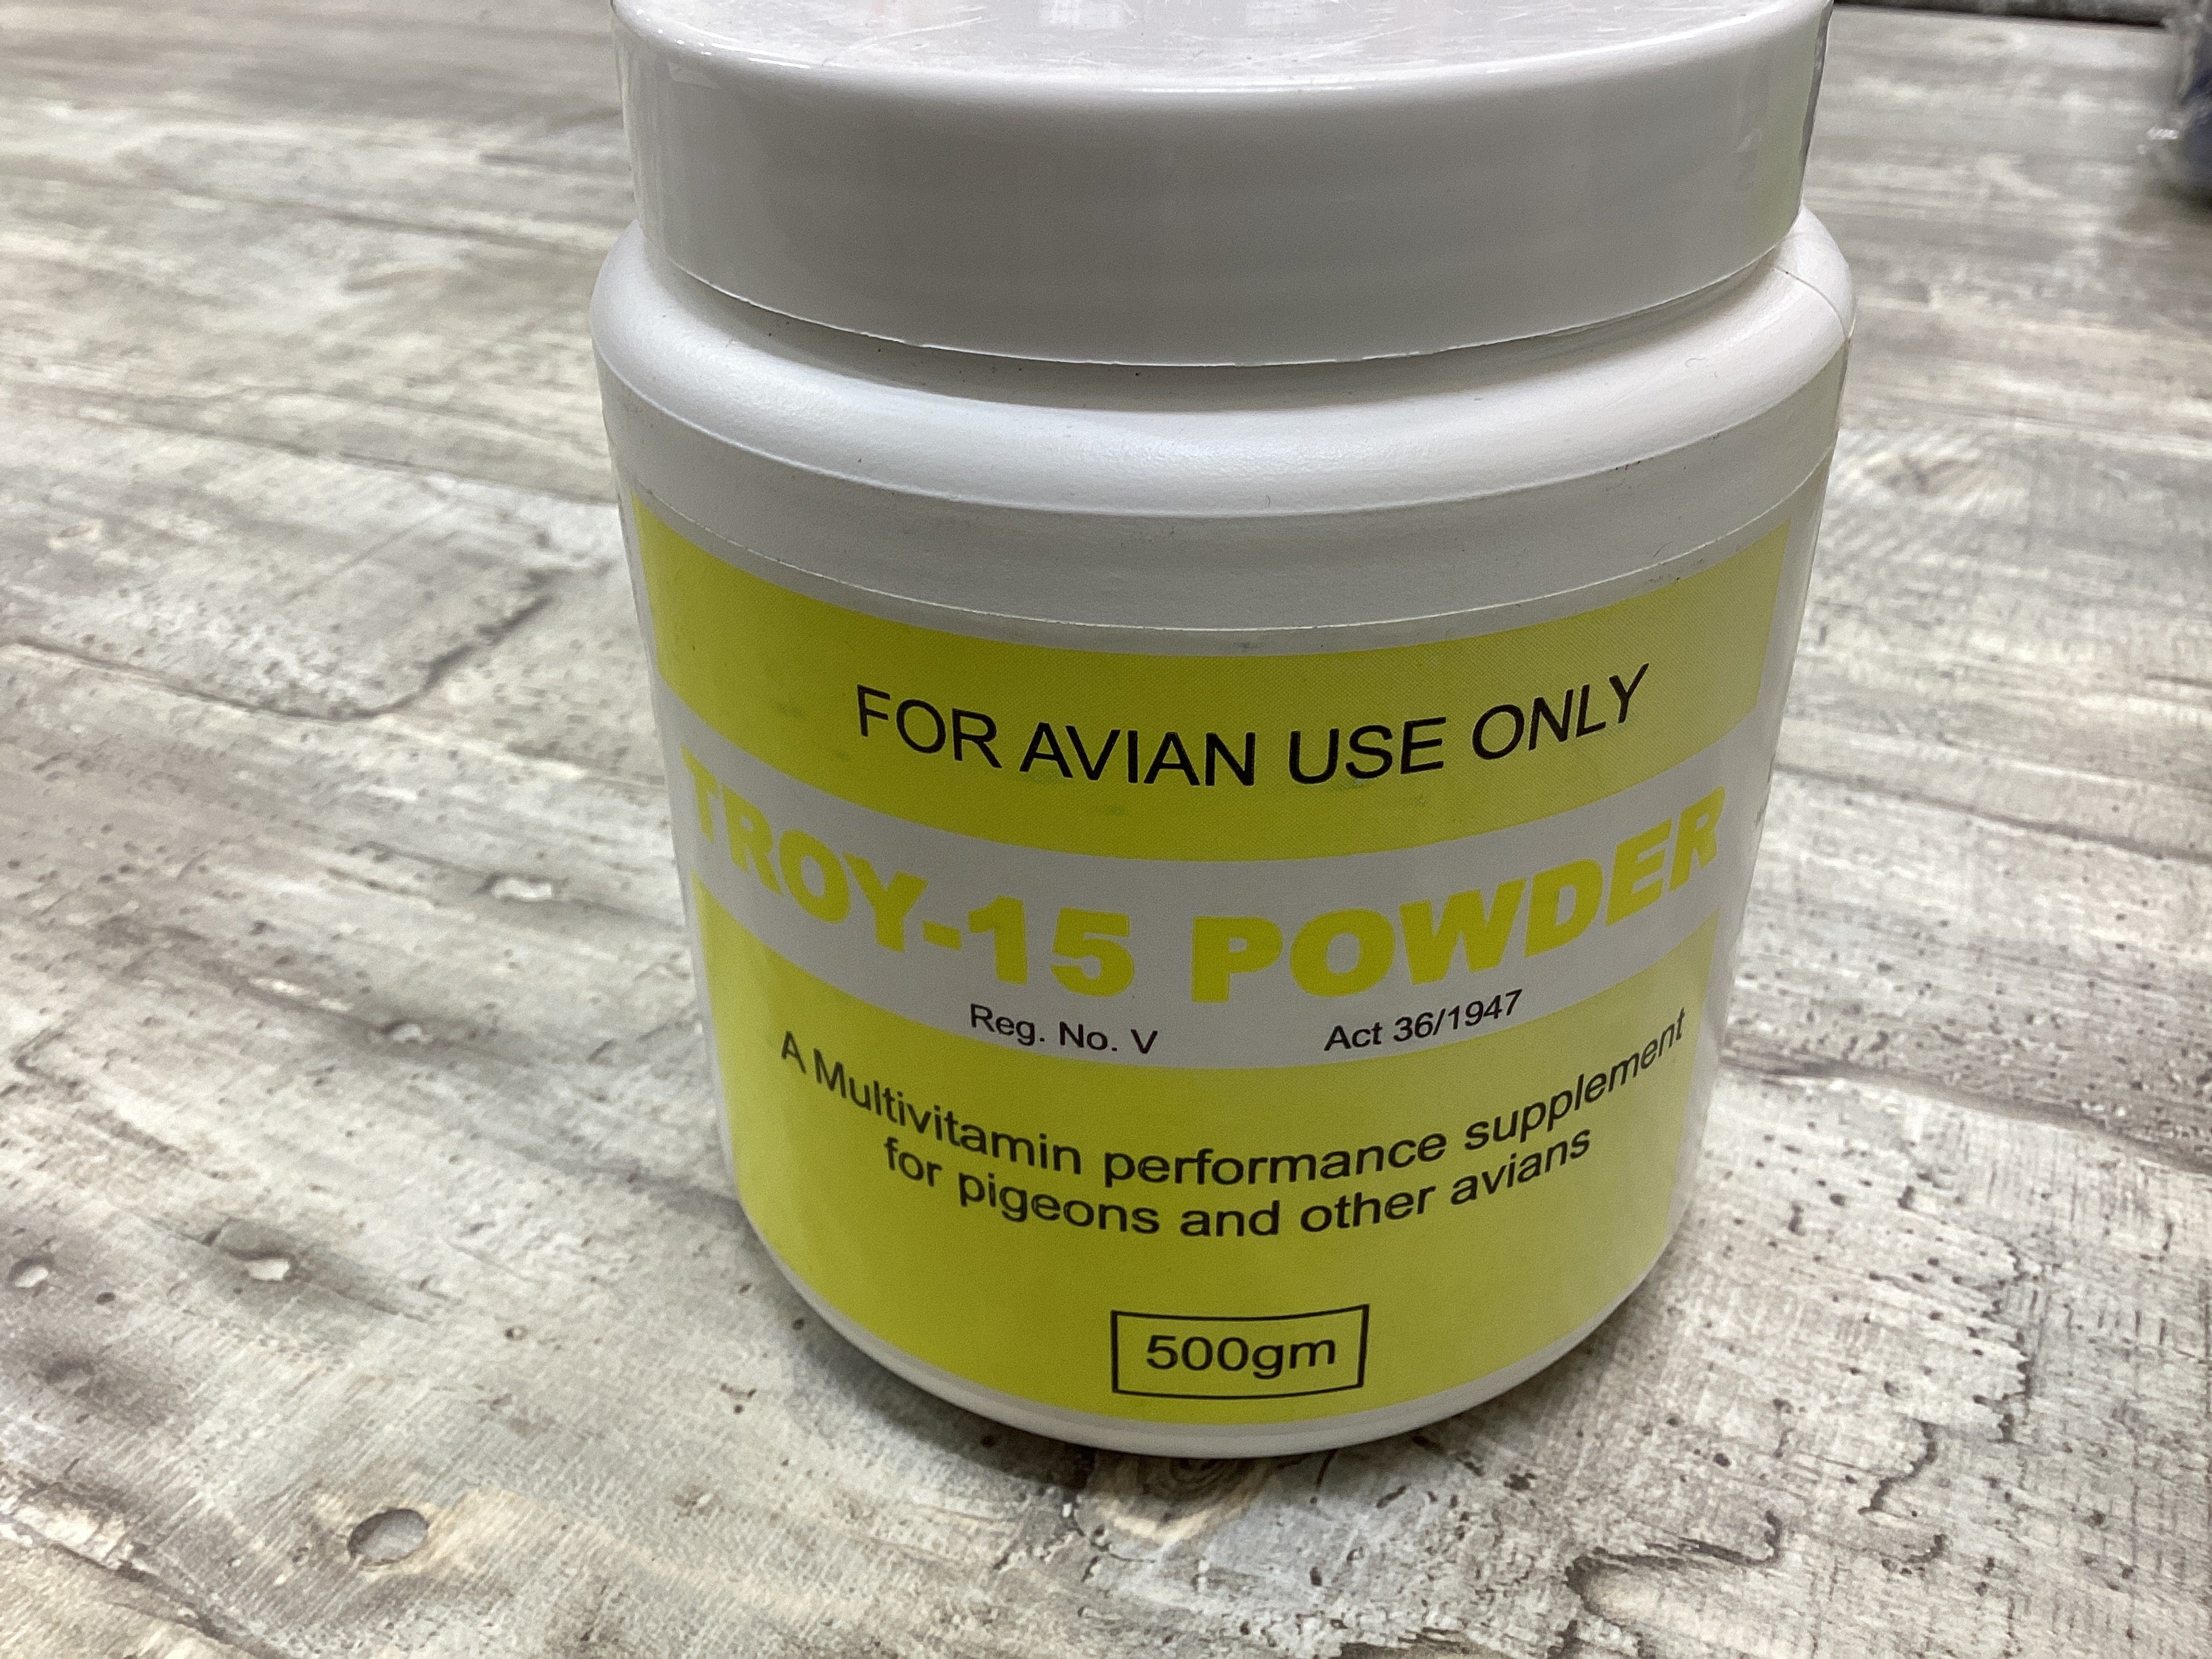 FOR AVIAN USE ONLY
TROY-15 POWDER
Reg. No. V Act 36/1947
A Multivitamin performance supplement
for pigeons and other avians
500gm